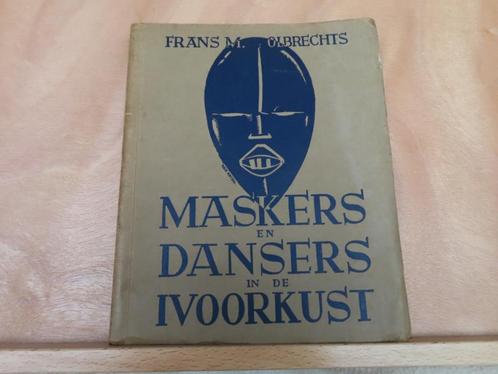 FRANS M. OLBRECHTS
MASKERS
EN
DANSERS
IN DE
IVOORKUST